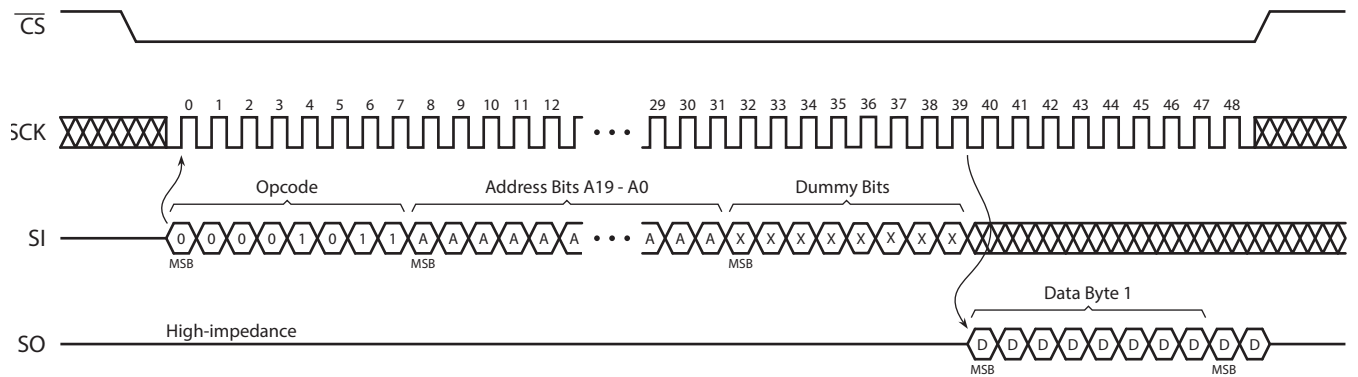 CS
0 1 2 3 4 5 6 7 8 9 10 11 12 29 30 31 32 33 34 35 36 37 38 39 40 41 42 43 44 45 46 47 48
SCK • • •
Opcode Address Bits A19 - A0 Dummy Bits
SI 0 0 0 0 1 0 1 1 A A A A A A • • • A A A X X X X X X X X
MSB MSB MSB
Data Byte 1
High-impedance
SO D D D D D D D D D D
MSB MSB